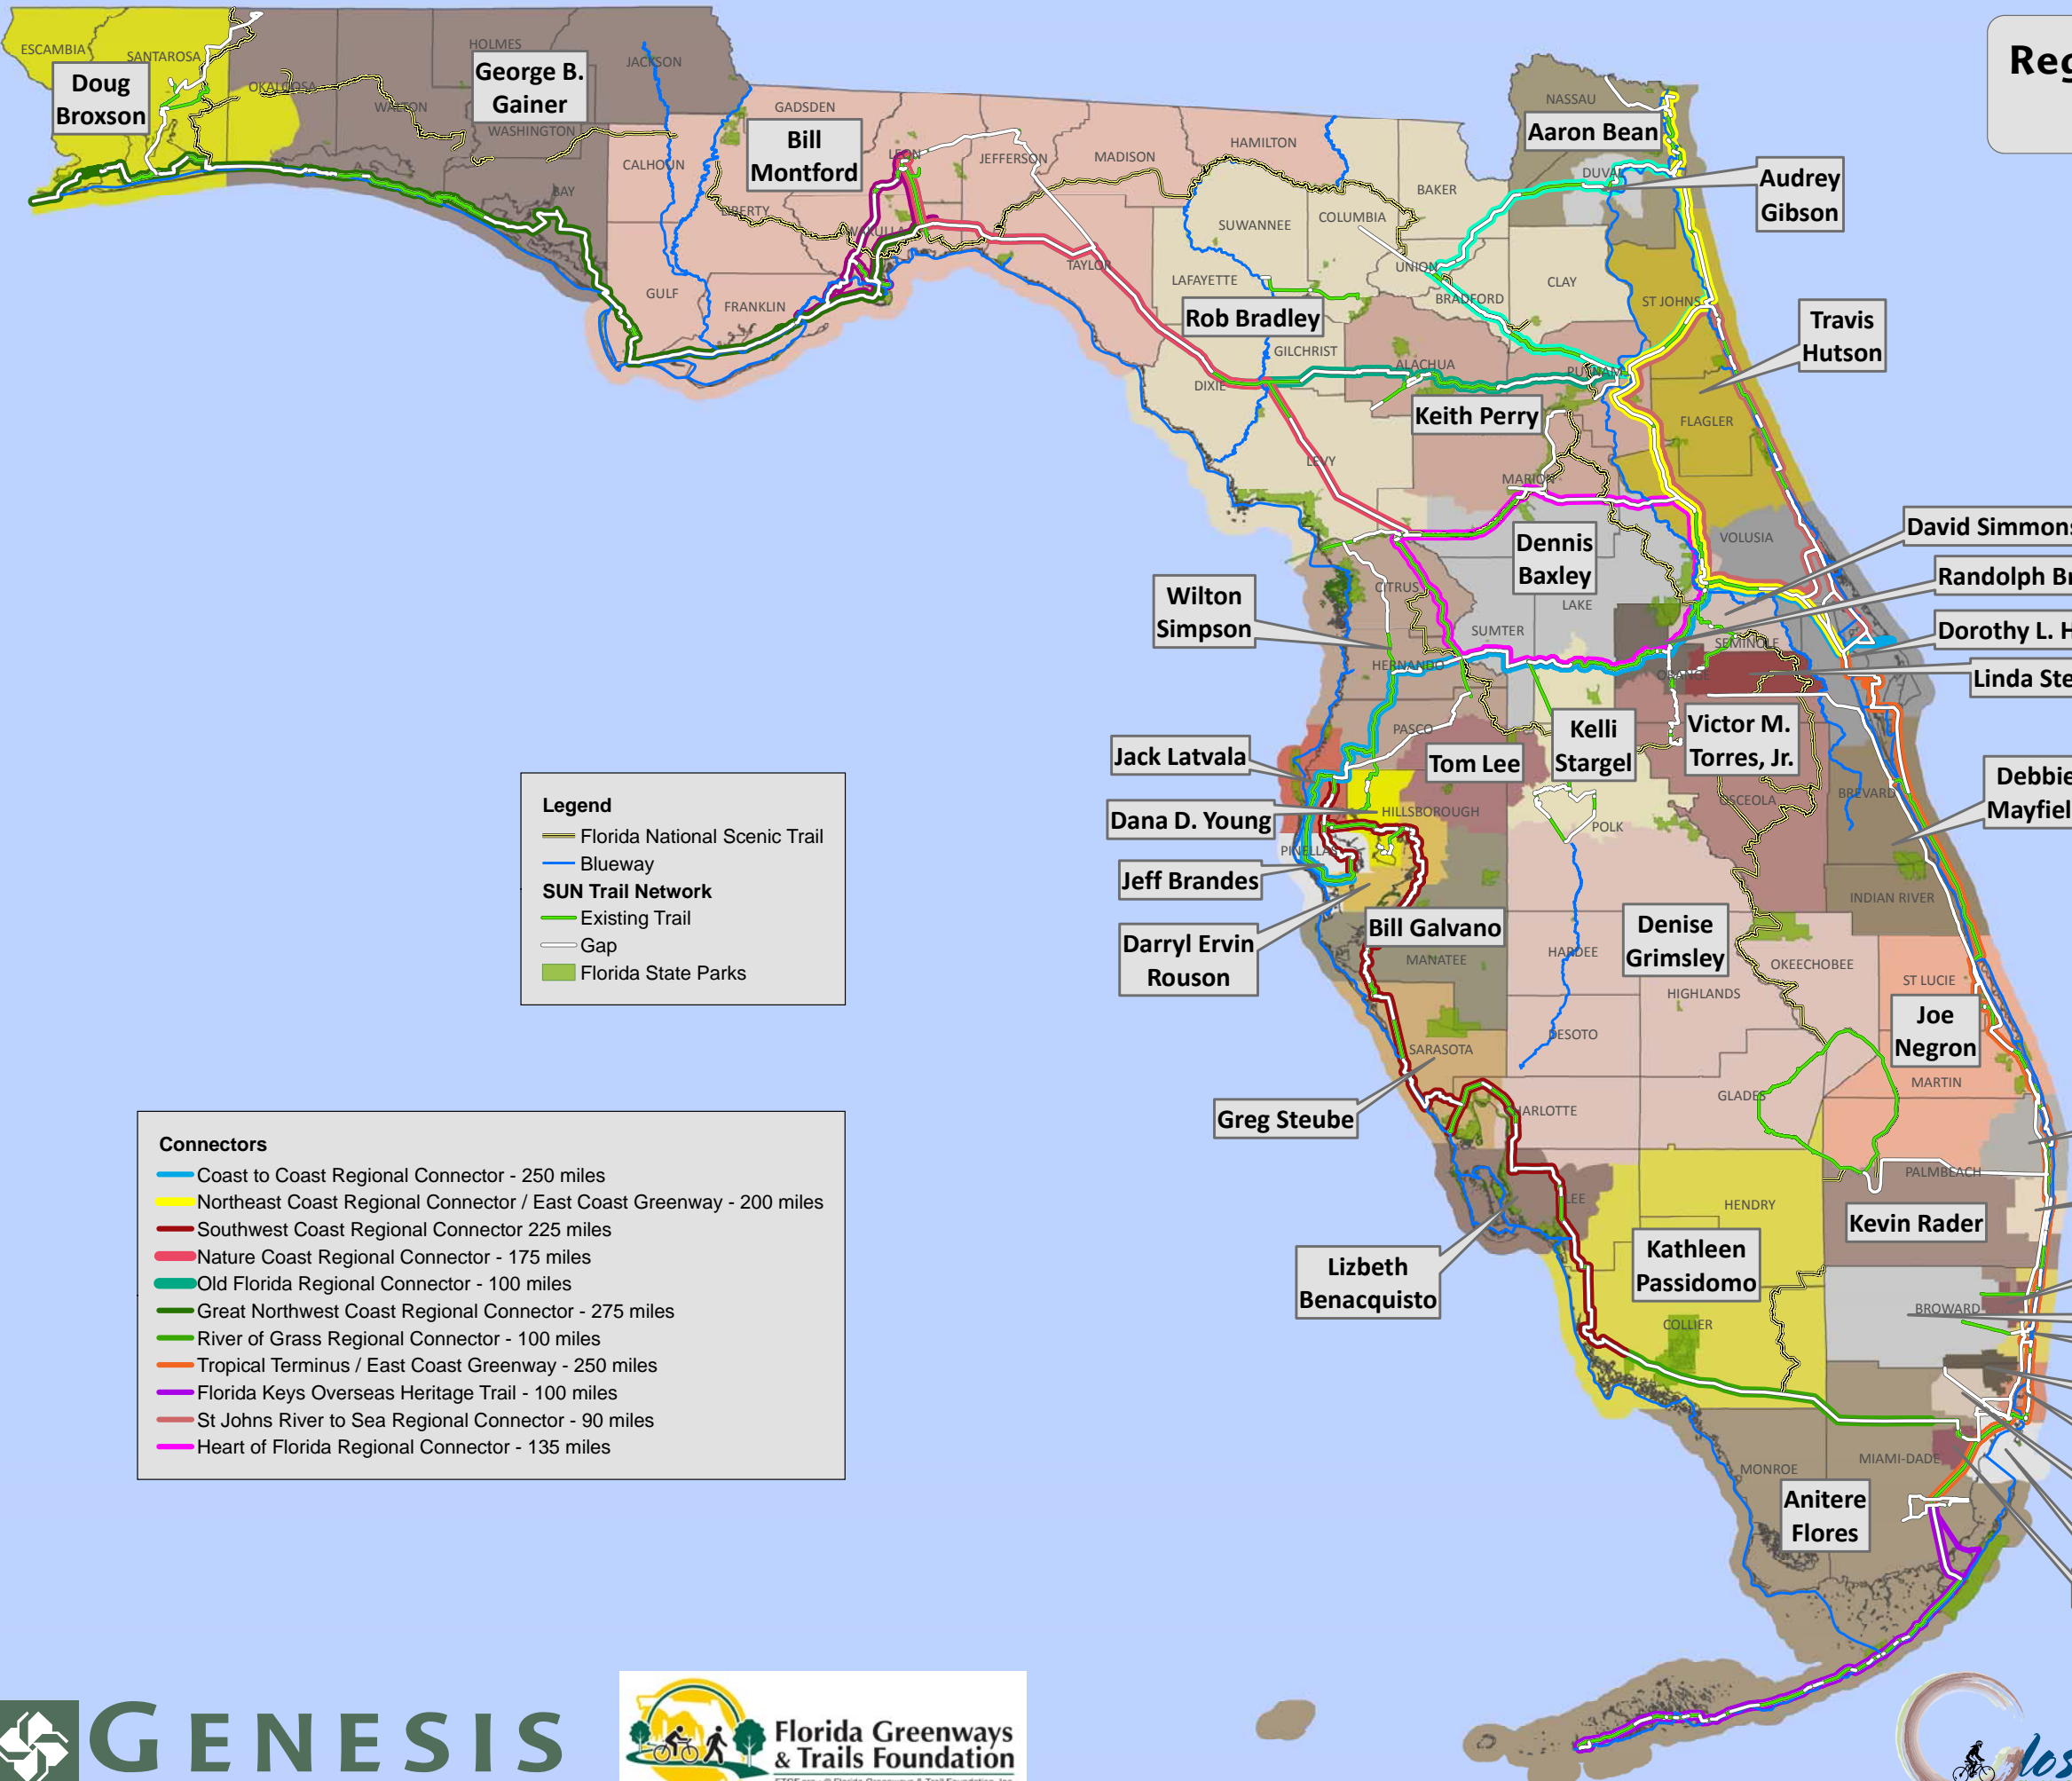 Reg
ESCAMBIA
SANTAROSA
OKALOOSA
HOLMES
WALTON
WASHINGTON
JACKSON
BAY
CALHOUN
GADSDEN
LIBERTY
GULF
FRANKLIN
LEON
WAKULLA
JEFFERSON
MADISON
TAYLOR
HAMILTON
SUWANNEE
LAFAYETTE
DIXIE
COLUMBIA
BAKER
UNION
BRADFORD
GILCHRIST
ALACHUA
LEVY
NASSAU
DUVAL
CLAY
ST JOHNS
PUTNAM
FLAGLER
MARION
VOLUSIA
CITRUS
SUMTER
LAKE
HERNANDO
SEMINOLE
ORANGE
PASCO
HILLSBOROUGH
PINELLAS
POLK
OSCEOLA
BREVARD
INDIAN RIVER
MANATEE
HARDEE
HIGHLANDS
OKEECHOBEE
ST LUCIE
SARASOTA
DESOTO
GLADES
MARTIN
CHARLOTTE
LEE
HENDRY
PALMBEACH
COLLIER
BROWARD
MONROE
MIAMI-DADE
Doug
Broxson
George B.
Gainer
Bill
Montford
Aaron Bean
Audrey
Gibson
Rob Bradley
Travis
Hutson
Keith Perry
David Simmons
Dennis
Baxley
Randolph Br
Wilton
Simpson
Dorothy L. H
Linda Ste
Jack Latvala
Tom Lee
Kelli
Stargel
Victor M.
Torres, Jr.
Debbie
Mayfiel
Dana D. Young
Jeff Brandes
Darryl Ervin
Rouson
Bill Galvano
Denise
Grimsley
Joe
Negron
Greg Steube
Lizbeth
Benacquisto
Kathleen
Passidomo
Kevin Rader
Anitere
Flores
Legend
Florida National Scenic Trail
Blueway
SUN Trail Network
Existing Trail
Gap
Florida State Parks
Connectors
Coast to Coast Regional Connector - 250 miles
Northeast Coast Regional Connector / East Coast Greenway - 200 miles
Southwest Coast Regional Connector 225 miles
Nature Coast Regional Connector - 175 miles
Old Florida Regional Connector - 100 miles
Great Northwest Coast Regional Connector - 275 miles
River of Grass Regional Connector - 100 miles
Tropical Terminus / East Coast Greenway - 250 miles
Florida Keys Overseas Heritage Trail - 100 miles
St Johns River to Sea Regional Connector - 90 miles
Heart of Florida Regional Connector - 135 miles
GENESIS
Florida Greenways
& Trails Foundation
los